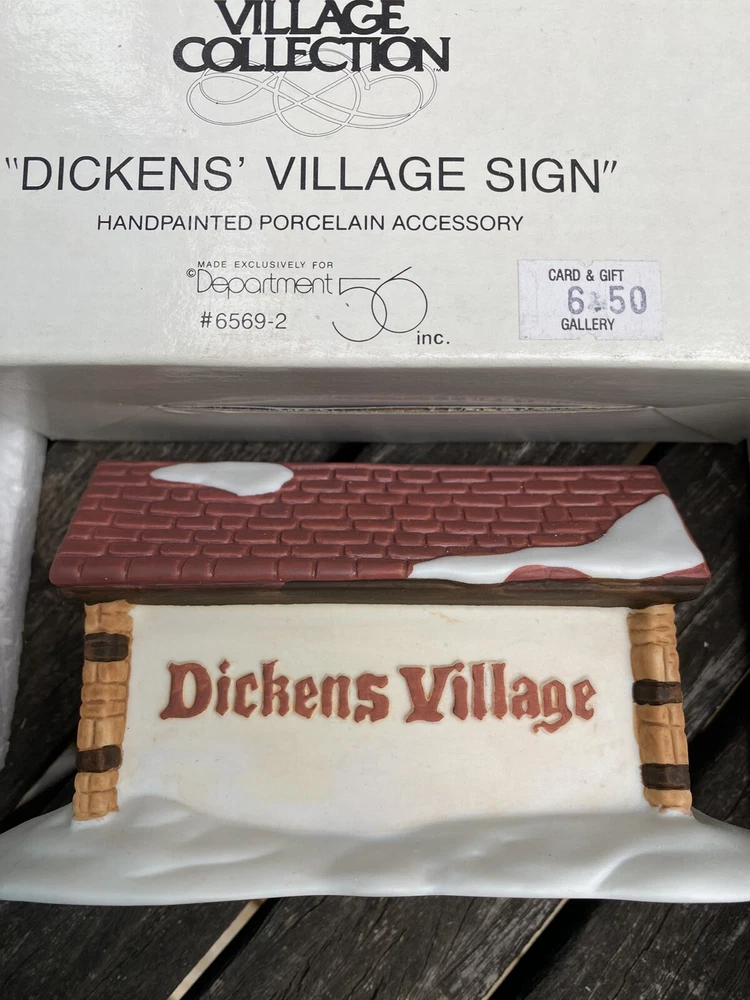 VILLAGE
COLLECTION™
"DICKENS' VILLAGE SIGN"
HANDPAINTED PORCELAIN ACCESSORY
MADE EXCLUSIVELY FOR
©Department 56 inc.
#6569-2
CARD & GIFT
6.50
GALLERY
Dickens Village